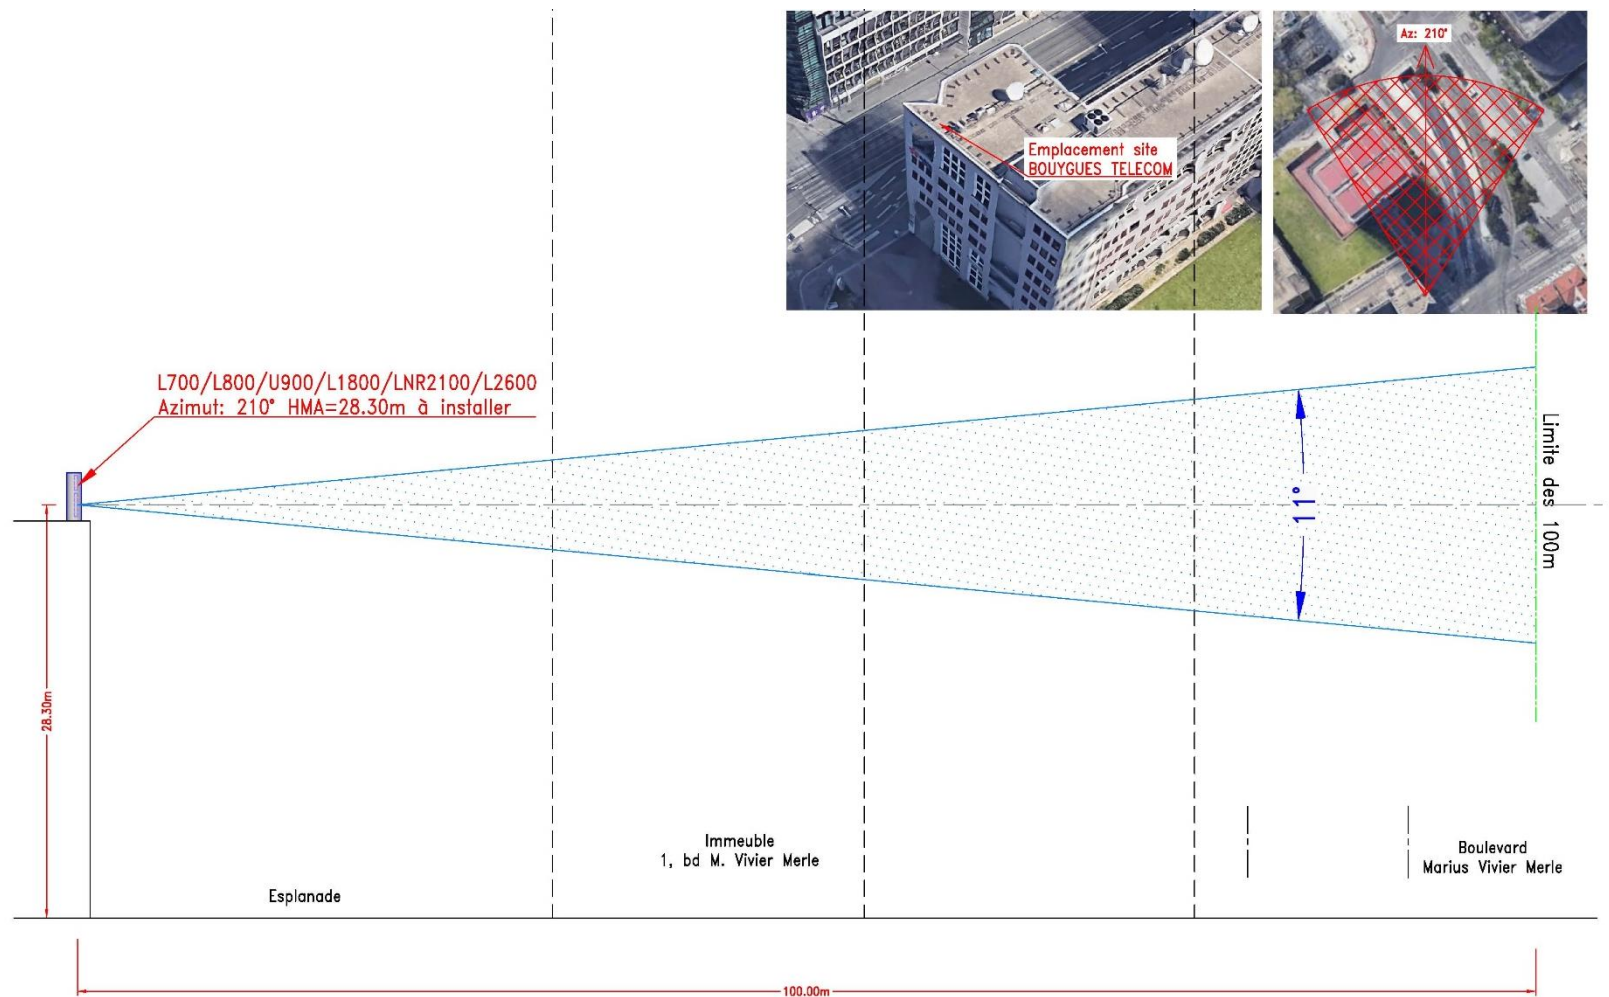 Emplacement site
BOUYGUES TELECOM
Az: 210°
L700/L800/U900/L1800/LNR2100/L2600
Azimut: 210° HMA=28.30m à installer
11°
Limite des 100m
28.30m
Immeuble
1, bd M. Vivier Merle
Boulevard
Marius Vivier Merle
Esplanade
100.00m